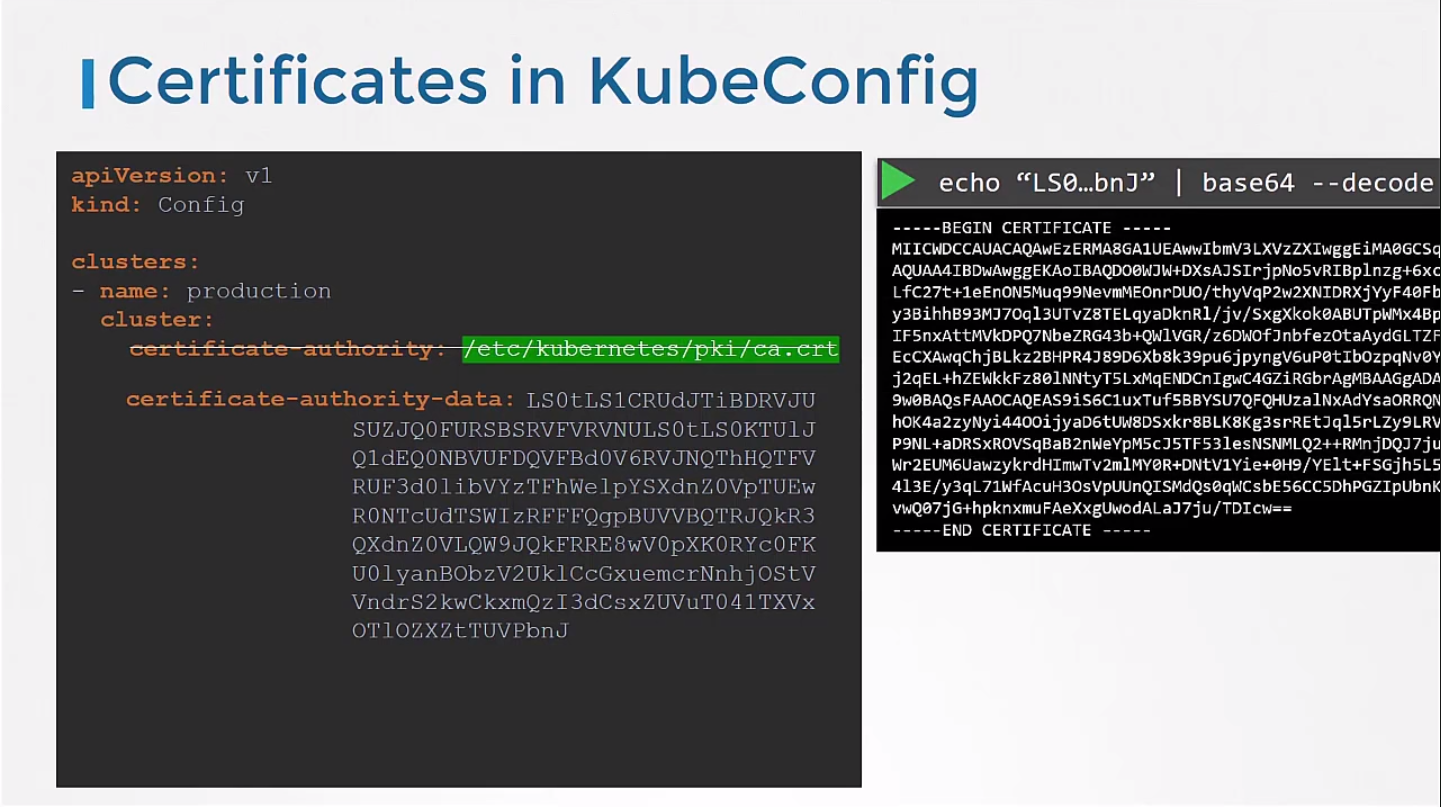 Certificates in KubeConfig
apiVersion: v1
kind: Config
clusters:
- name: production
cluster:
certificate-authority: /etc/kubernetes/pki/ca.crt
certificate-authority-data: LS0tLS1CRUdJTiBDRVJU
SUZJQ0FURSBSRVFVRVNULS0tLS0KTUlJ
Q1dEQ0NBVUFDQVFBd0V6RVJNQThHQTFV
RUF3d0libVYzTFhWelpYSXdnZ0VpTUEw
R0NTcUdTSWIzRFFFQgpBUVVBQTRJQkR3
QXdnZ0VLQW9JQkFRRE8wV0pXK0RYc0FK
U0lyanBObzV2UklCcGxuemcrNnhjOStV
VndrS2kwCkxmQzI3dCsxZUVuT041TXVx
OTlOZXZtTUVPbnJ
echo “LS0…bnJ” | base64 --decode
-----BEGIN CERTIFICATE -----
MIICWDCCAUACAQAwEzERMA8GA1UEAwwIbmV3LXVzZXIwggEiMA0GCSq
AQUAA4IBDwAwggEKAoIBAQDO0WJW+DXsAJSIrjpNo5vRIBplnzg+6xc
LfC27t+1eEnON5Muq99NevmMEOnrDUO/thyVqP2w2XNIDRXjYyF40Fb
y3BihhB93MJ7Oql3UTvZ8TELqyaDknRl/jv/SxgXkok0ABUTpWMx4Bp
IF5nxAttMVkDPQ7NbeZRG43b+QWlVGR/z6DWOfJnbfezOtaAydGLTZF
EcCXAwqChjBLkz2BHPR4J89D6Xb8k39pu6jpyngV6uP0tIbOzpqNv0Y
j2qEL+hZEWkkFz80lNNtyT5LxMqENDCnIgwC4GZiRGbrAgMBAAGgADA
9w0BAQsFAAOCAQEAS9iS6C1uxTuf5BBYSU7QFQHUzalNxAdYsaORRQN
hOK4a2zyNyi44OOijyaD6tUW8DSxkr8BLK8Kg3srREtJql5rLZy9LRV
P9NL+aDRSxROVSqBaB2nWeYpM5cJ5TF53lesNSNMLQ2++RMnjDQJ7ju
Wr2EUM6UawzykrdHImwTv2mlMY0R+DNtV1Yie+0H9/YElt+FSGjh5L5
4l3E/y3qL71WfAcuH3OsVpUUnQISMdQs0qWCsbE56CC5DhPGZIpUbnK
vwQ07jG+hpknxmuFAeXxgUwodALaJ7ju/TDIcw==
-----END CERTIFICATE -----